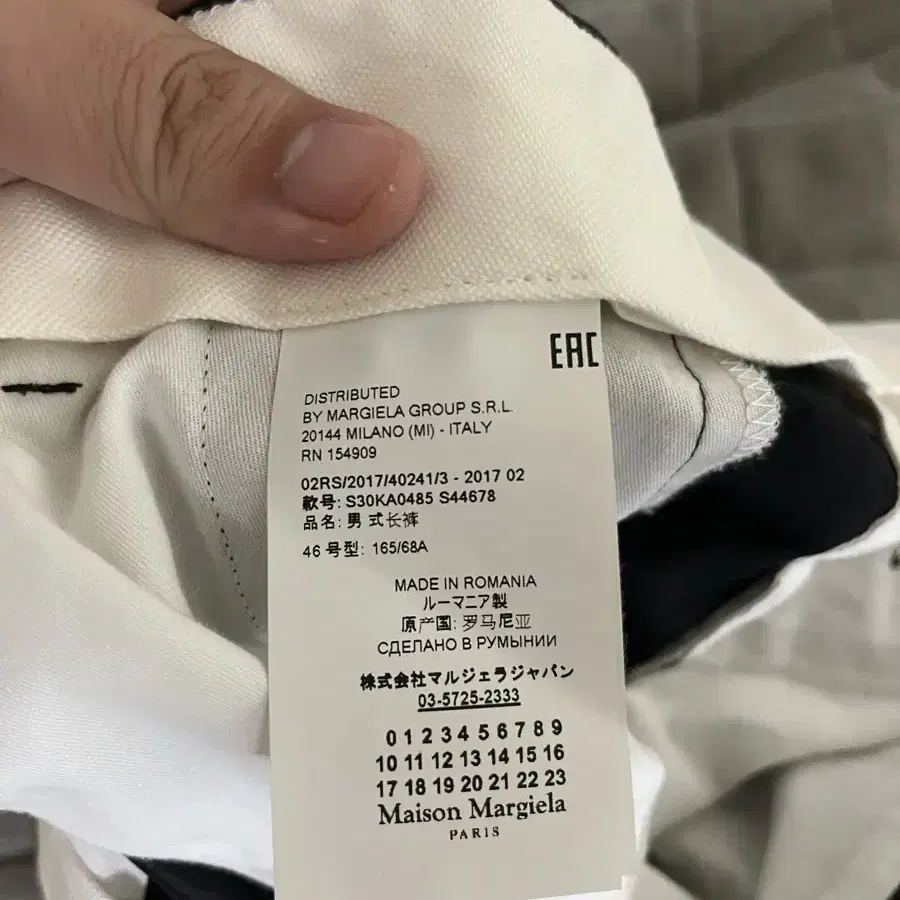 EAC
DISTRIBUTED
BY MARGIELA GROUP S.R.L.
20144 MILANO (MI) - ITALY
RN 154909
02RS/2017/40241/3 - 2017 02
款号: S30KA0485 S44678
品名: 男 式长裤
46 号型: 165/68A
MADE IN ROMANIA
ルーマニア製
原产国: 罗马尼亚
СДЕЛАНО В РУМЫНИИ
株式会社マルジェラジャパン
03-5725-2333
0 1 2 3 4 5 6 7 8 9
10 11 12 13 14 15 16
17 18 19 20 21 22 23
Maison Margiela
PARIS